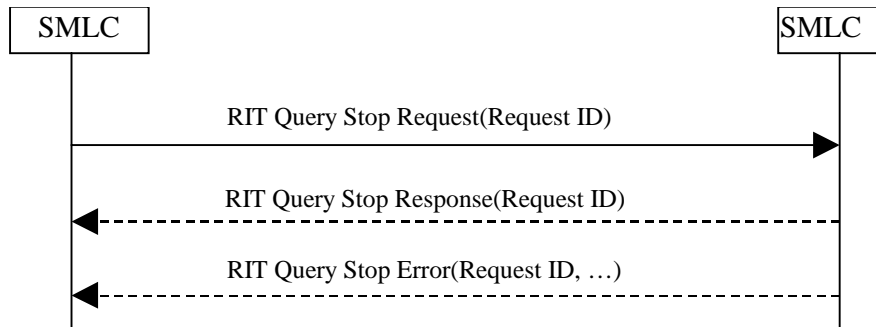 SMLC
SMLC
RIT Query Stop Request(Request ID)
RIT Query Stop Response(Request ID)
RIT Query Stop Error(Request ID, …)